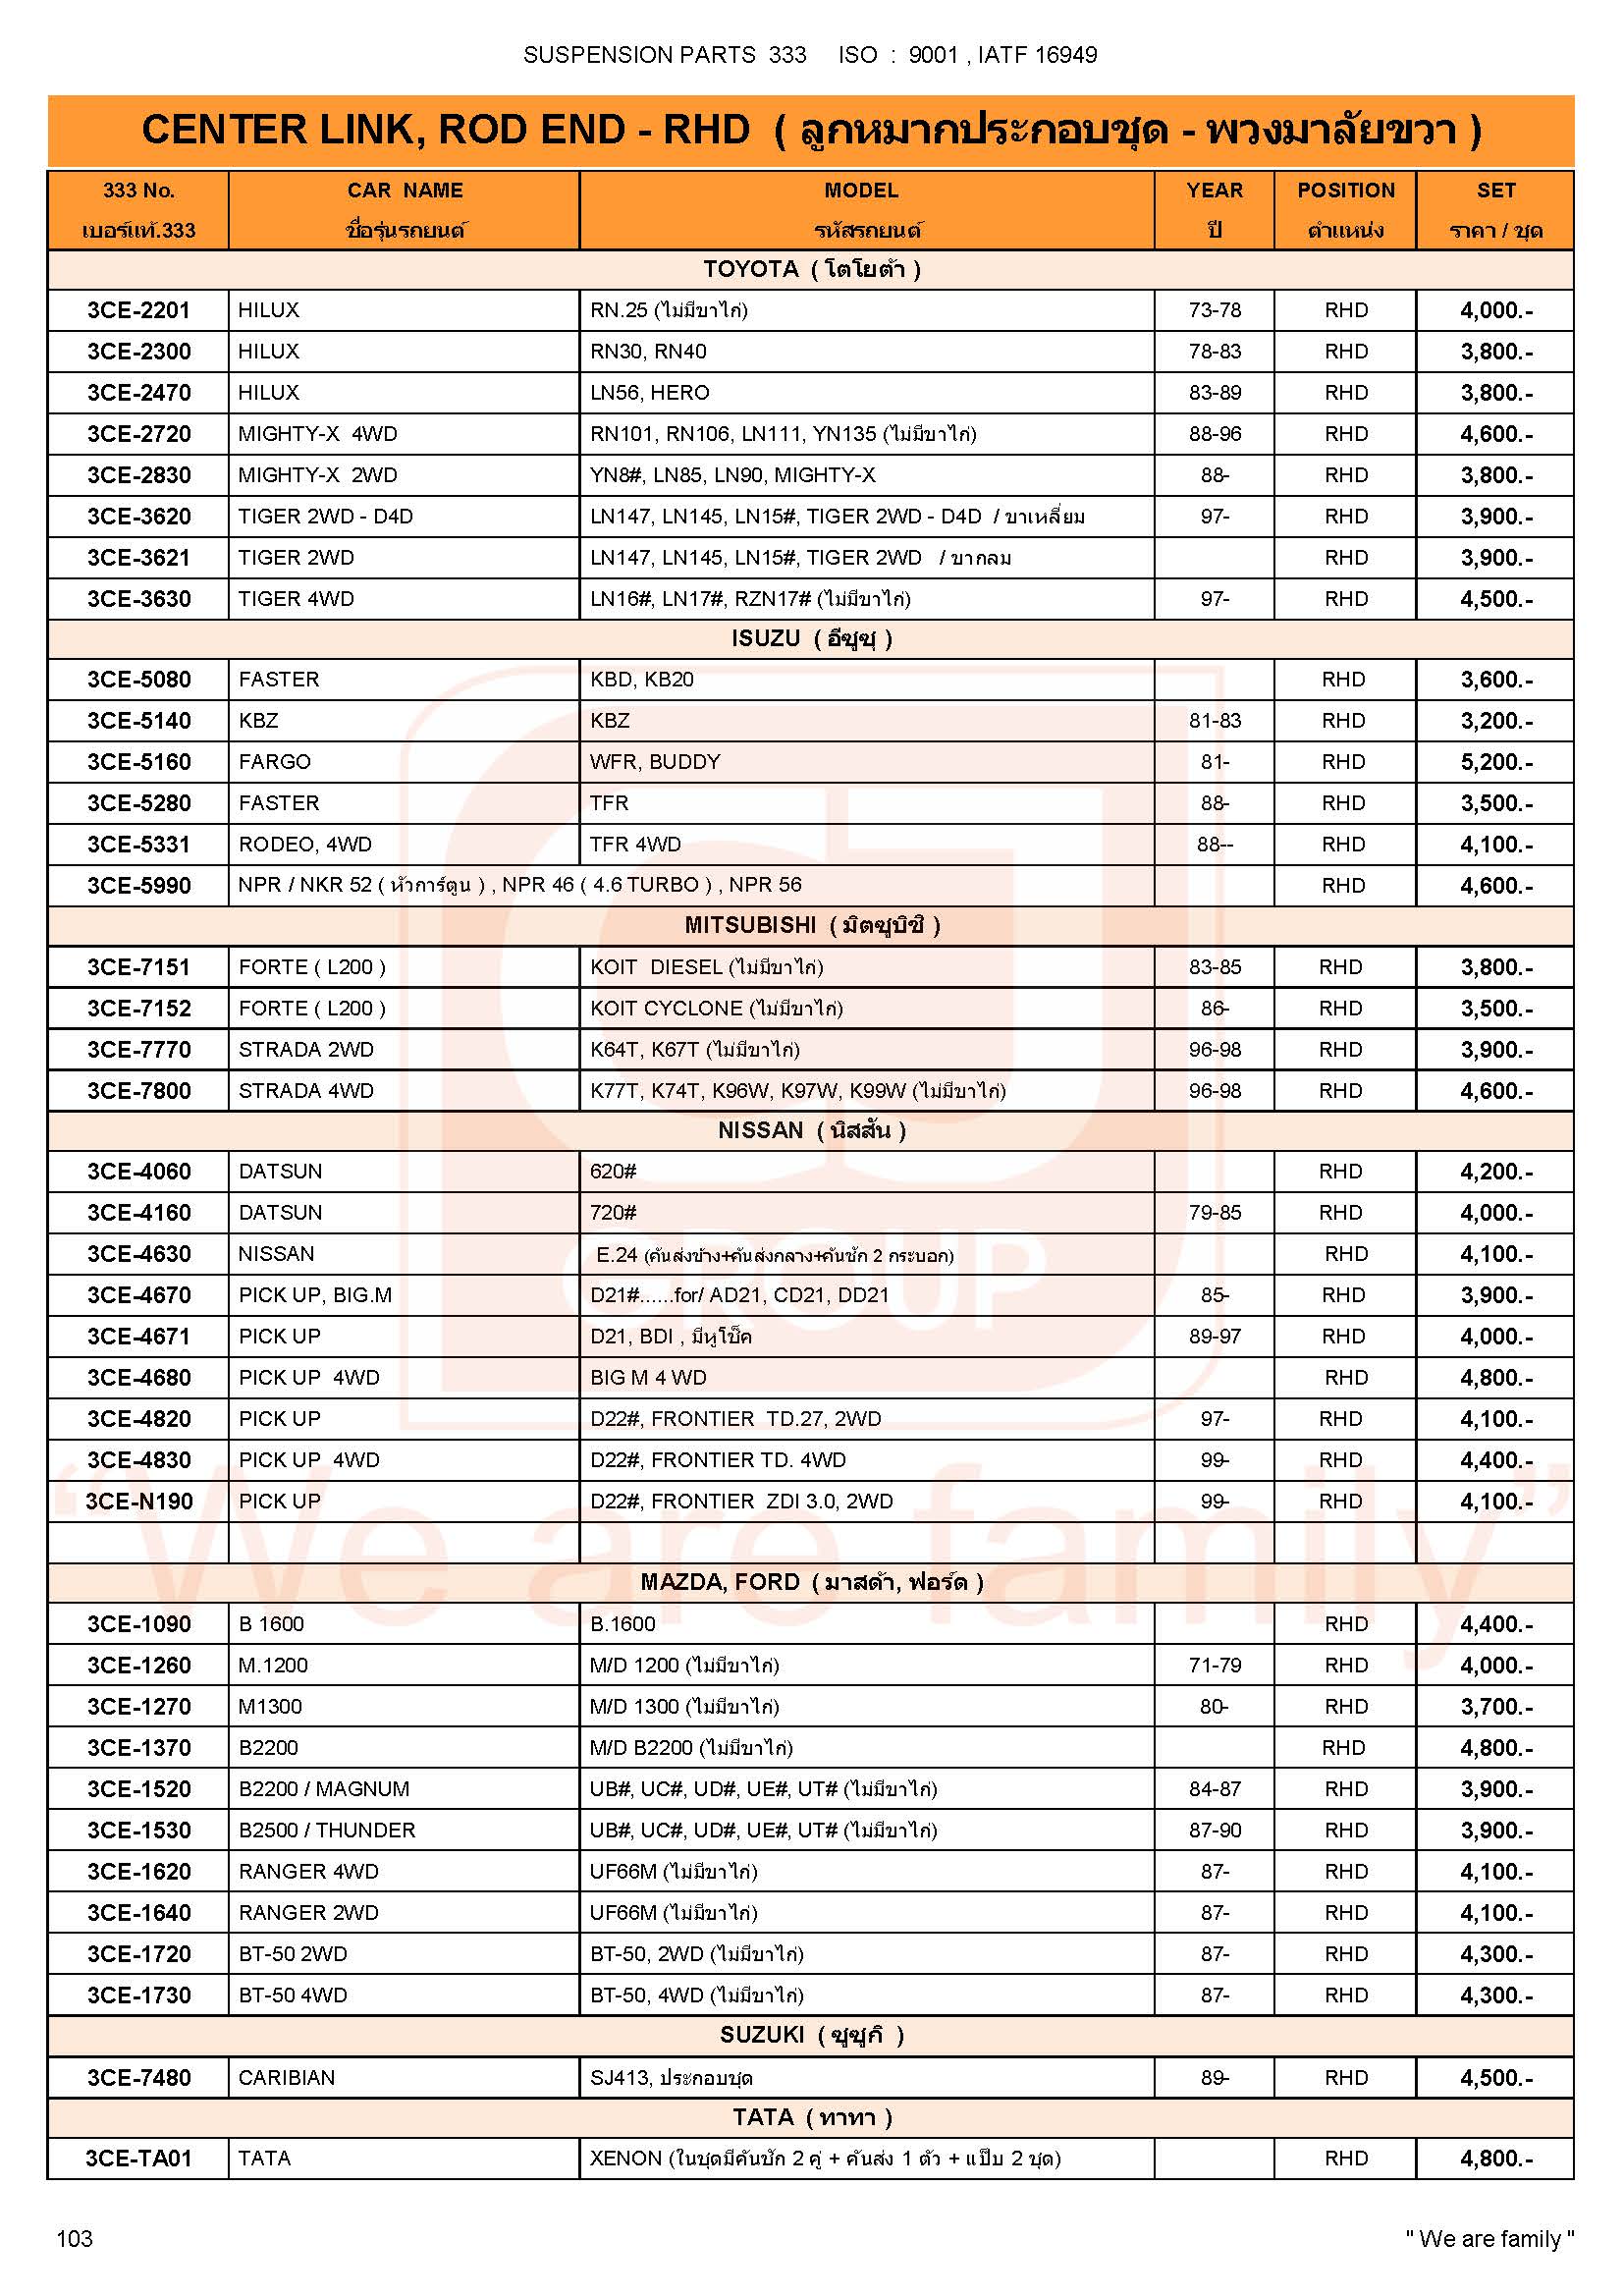 SUSPENSION PARTS 333 ISO : 9001 , IATF 16949
CENTER LINK, ROD END - RHD ( ลูกหมากประกอบชุด - พวงมาลัยขวา )
333 No. CAR NAME MODEL YEAR POSITION SET
เบอร์แท้.333 ชื่อรุ่นรถยนต์ รหัสรถยนต์ ปี ตำแหน่ง ราคา / ชุด
TOYOTA ( โตโยต้า )
3CE-2201 HILUX RN.25 (ไม่มีขาไก่) 73-78 RHD 4,000.-
3CE-2300 HILUX RN30, RN40 78-83 RHD 3,800.-
3CE-2470 HILUX LN56, HERO 83-89 RHD 3,800.-
3CE-2720 MIGHTY-X 4WD RN101, RN106, LN111, YN135 (ไม่มีขาไก่) 88-96 RHD 4,600.-
3CE-2830 MIGHTY-X 2WD YN8#, LN85, LN90, MIGHTY-X 88- RHD 3,800.-
3CE-3620 TIGER 2WD - D4D LN147, LN145, LN15#, TIGER 2WD - D4D / ขาเหลี่ยม 97- RHD 3,900.-
3CE-3621 TIGER 2WD LN147, LN145, LN15#, TIGER 2WD / ขากลม RHD 3,900.-
3CE-3630 TIGER 4WD LN16#, LN17#, RZN17# (ไม่มีขาไก่) 97- RHD 4,500.-
ISUZU ( อีซูซุ )
3CE-5080 FASTER KBD, KB20 RHD 3,600.-
3CE-5140 KBZ KBZ 81-83 RHD 3,200.-
3CE-5160 FARGO WFR, BUDDY 81- RHD 5,200.-
3CE-5280 FASTER TFR 88- RHD 3,500.-
3CE-5331 RODEO, 4WD TFR 4WD 88-- RHD 4,100.-
3CE-5990 NPR / NKR 52 ( หัวการ์ตูน ) , NPR 46 ( 4.6 TURBO ) , NPR 56 RHD 4,600.-
MITSUBISHI ( มิตซูบิชิ )
3CE-7151 FORTE ( L200 ) KOIT DIESEL (ไม่มีขาไก่) 83-85 RHD 3,800.-
3CE-7152 FORTE ( L200 ) KOIT CYCLONE (ไม่มีขาไก่) 86- RHD 3,500.-
3CE-7770 STRADA 2WD K64T, K67T (ไม่มีขาไก่) 96-98 RHD 3,900.-
3CE-7800 STRADA 4WD K77T, K74T, K96W, K97W, K99W (ไม่มีขาไก่) 96-98 RHD 4,600.-
NISSAN ( นิสสัน )
3CE-4060 DATSUN 620# RHD 4,200.-
3CE-4160 DATSUN 720# 79-85 RHD 4,000.-
3CE-4630 NISSAN E.24 (คันส่งข้าง+คันส่งกลาง+คันชัก 2 กระบอก) RHD 4,100.-
3CE-4670 PICK UP, BIG.M D21#......for/ AD21, CD21, DD21 85- RHD 3,900.-
3CE-4671 PICK UP D21, BDI , มีหูโช๊ค 89-97 RHD 4,000.-
3CE-4680 PICK UP 4WD BIG M 4 WD RHD 4,800.-
3CE-4820 PICK UP D22#, FRONTIER TD.27, 2WD 97- RHD 4,100.-
3CE-4830 PICK UP 4WD D22#, FRONTIER TD. 4WD 99- RHD 4,400.-
3CE-N190 PICK UP D22#, FRONTIER ZDI 3.0, 2WD 99- RHD 4,100.-
MAZDA, FORD ( มาสด้า, ฟอร์ด )
3CE-1090 B 1600 B.1600 RHD 4,400.-
3CE-1260 M.1200 M/D 1200 (ไม่มีขาไก่) 71-79 RHD 4,000.-
3CE-1270 M1300 M/D 1300 (ไม่มีขาไก่) 80- RHD 3,700.-
3CE-1370 B2200 M/D B2200 (ไม่มีขาไก่) RHD 4,800.-
3CE-1520 B2200 / MAGNUM UB#, UC#, UD#, UE#, UT# (ไม่มีขาไก่) 84-87 RHD 3,900.-
3CE-1530 B2500 / THUNDER UB#, UC#, UD#, UE#, UT# (ไม่มีขาไก่) 87-90 RHD 3,900.-
3CE-1620 RANGER 4WD UF66M (ไม่มีขาไก่) 87- RHD 4,100.-
3CE-1640 RANGER 2WD UF66M (ไม่มีขาไก่) 87- RHD 4,100.-
3CE-1720 BT-50 2WD BT-50, 2WD (ไม่มีขาไก่) 87- RHD 4,300.-
3CE-1730 BT-50 4WD BT-50, 4WD (ไม่มีขาไก่) 87- RHD 4,300.-
SUZUKI ( ซูซูกิ )
3CE-7480 CARIBIAN SJ413, ประกอบชุด 89- RHD 4,500.-
TATA ( ทาทา )
3CE-TA01 TATA XENON (ในชุดมีคันชัก 2 คู่ + คันส่ง 1 ตัว + แป๊บ 2 ชุด) RHD 4,800.-
CJ
GROUP
“We are family”
103 " We are family "